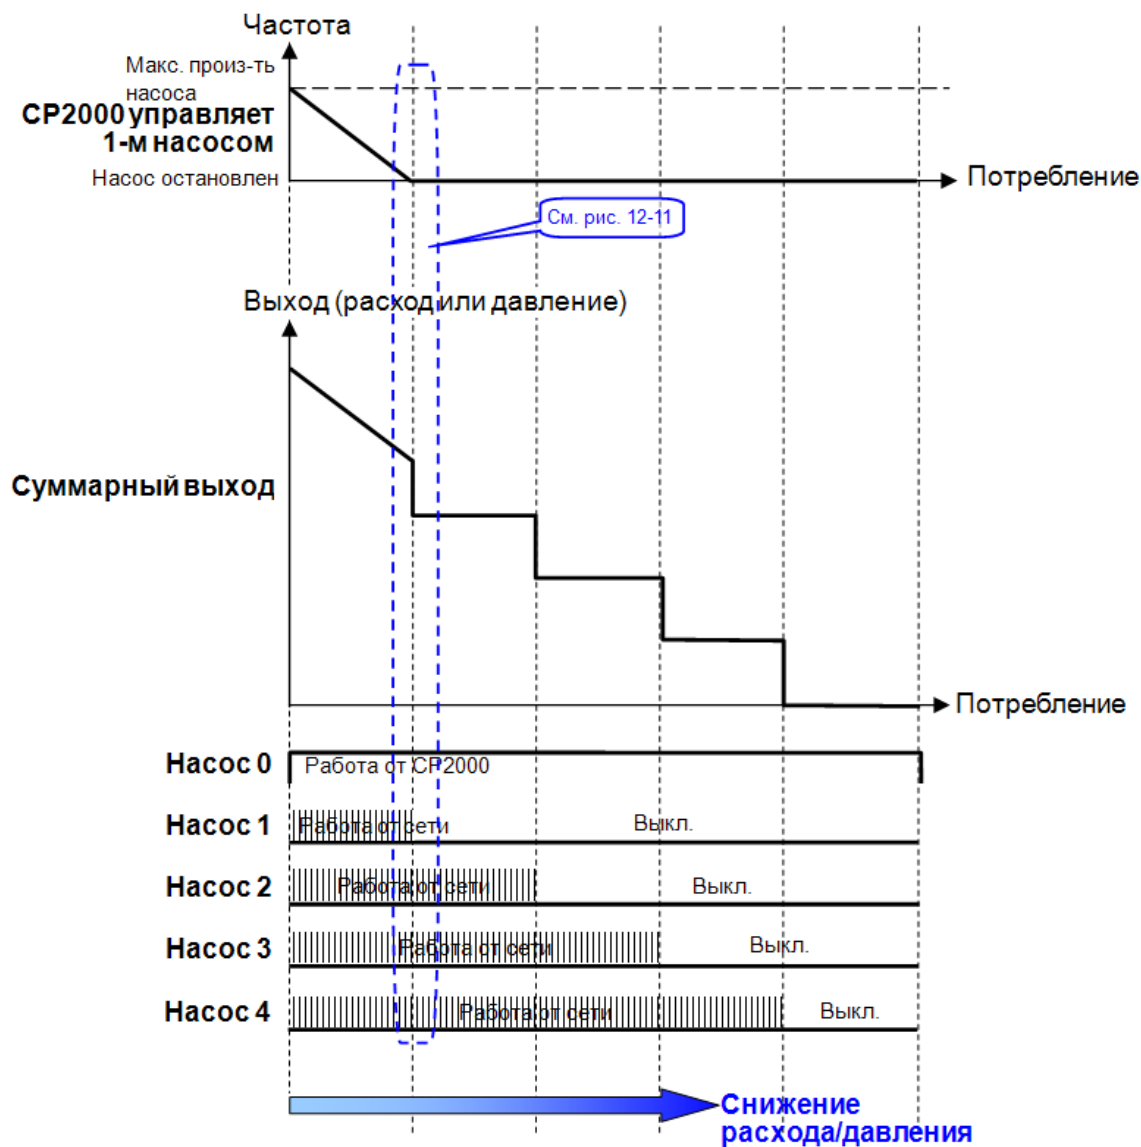 Частота
Макс. произ-ть
насоса
CP2000 управляет
1-м насосом
Насос остановлен
Потребление
См. рис. 12-11
Выход (расход или давление)
Суммарный выход
Потребление
Насос 0
Работа от CP2000
Насос 1
Работа от сети
Выкл.
Насос 2
Работа от сети
Выкл.
Насос 3
Работа от сети
Выкл.
Насос 4
Работа от сети
Выкл.
Снижение
расхода/давления